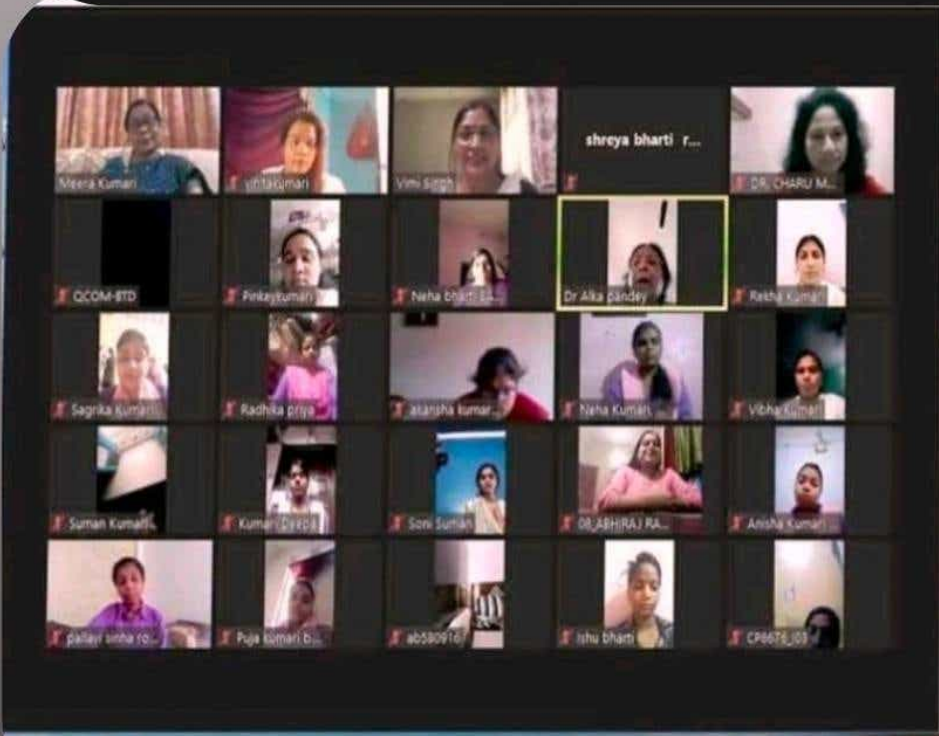 Meera Kumari
vinitakumari
Vimi Singh
shreya bharti r...
DR. CHARU M...
QCOM-BTD
Pinkeykumari
Neha bharti
Dr Alka pandey
Rekha Kumari
Sagrika Kumari
Radhika priya
akansha kumar...
Neha Kumari
Vibha Kumari
Suman Kumari
Kumari Deepa
Soni Suman
08_ABHIRAJ RA...
Anisha Kumari
pallavi sinha ro...
Puja kumari b...
ab580916
Ishu bharti